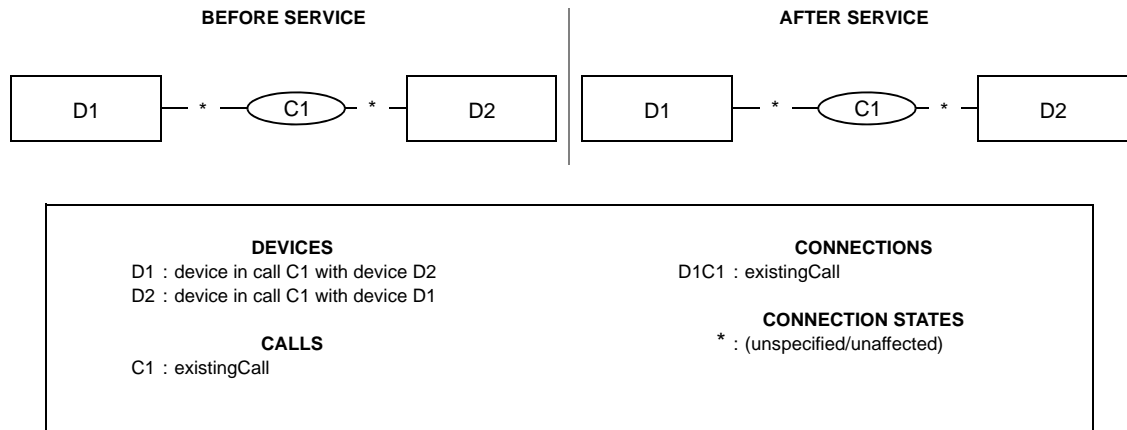 BEFORE SERVICE
AFTER SERVICE
D1 * C1 * D2
D1 * C1 * D2
DEVICES
D1 : device in call C1 with device D2
D2 : device in call C1 with device D1
CALLS
C1 : existingCall
CONNECTIONS
D1C1 : existingCall
CONNECTION STATES
* : (unspecified/unaffected)